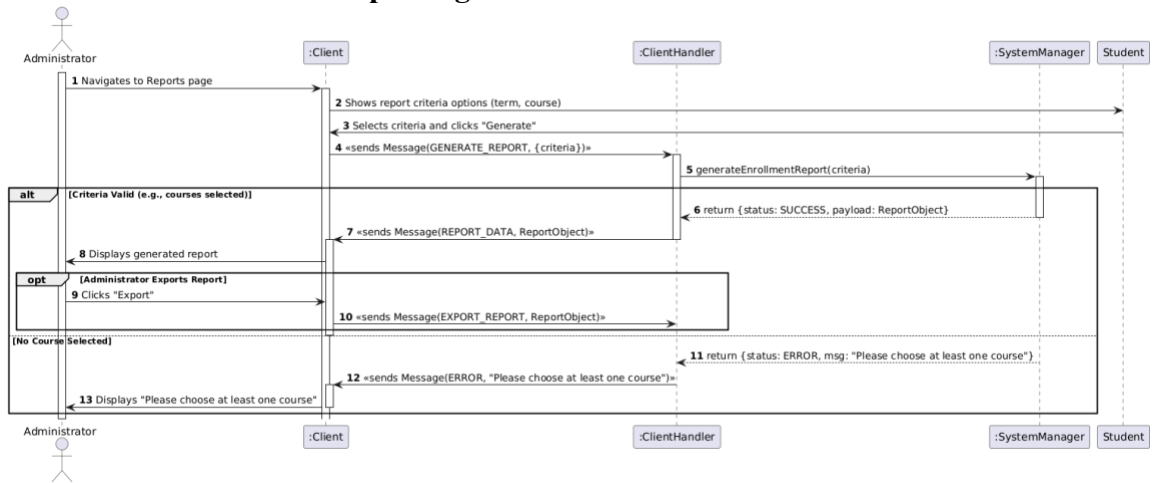 Administrator
:Client
:ClientHandler
:SystemManager
Student
1 Navigates to Reports page
2 Shows report criteria options (term, course)
3 Selects criteria and clicks "Generate"
4 «sends Message(GENERATE_REPORT, {criteria})»
5 generateEnrollmentReport(criteria)
alt [Criteria Valid (e.g., courses selected)]
6 return {status: SUCCESS, payload: ReportObject}
7 «sends Message(REPORT_DATA, ReportObject)»
8 Displays generated report
opt [Administrator Exports Report]
9 Clicks "Export"
10 «sends Message(EXPORT_REPORT, ReportObject)»
[No Course Selected]
11 return {status: ERROR, msg: "Please choose at least one course"}
12 «sends Message(ERROR, "Please choose at least one course")»
13 Displays "Please choose at least one course"
Administrator
:Client
:ClientHandler
:SystemManager
Student